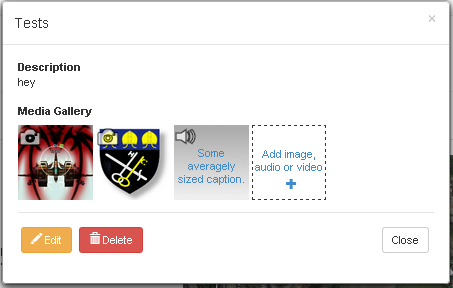 Tests
×
Description
hey
Media Gallery
Some
averagely
sized caption.
Add image,
audio or video
+
Edit
Delete
Close